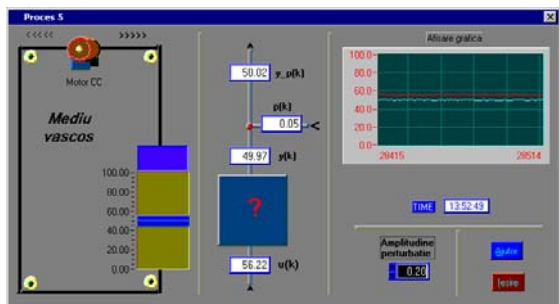 Proces 5
<<<<<
>>>>>
Motor CC
Mediu
vascos
100.00
80.00
60.00
40.00
20.00
0.00
50.02 y_p(k)
p(k)
0.05
49.97 y(k)
?
56.22 u(k)
Afisare grafica
100.0
80.0
60.0
40.0
20.0
0.0
28415 28514
TIME 13:52:49
Amplitudine
perturbatie
0.20
Iesire